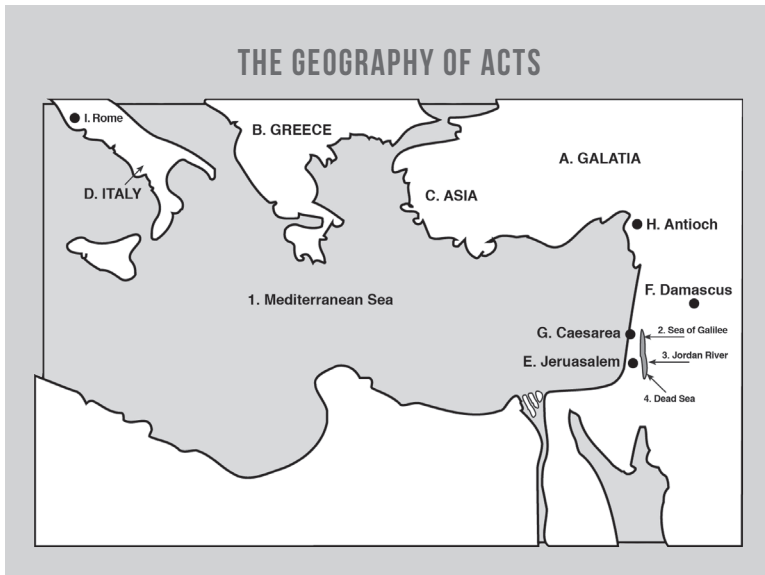 THE GEOGRAPHY OF ACTS
I. Rome
B. GREECE
A. GALATIA
D. ITALY
C. ASIA
H. Antioch
1. Mediterranean Sea
F. Damascus
G. Caesarea
2. Sea of Galilee
E. Jeruasalem
3. Jordan River
4. Dead Sea